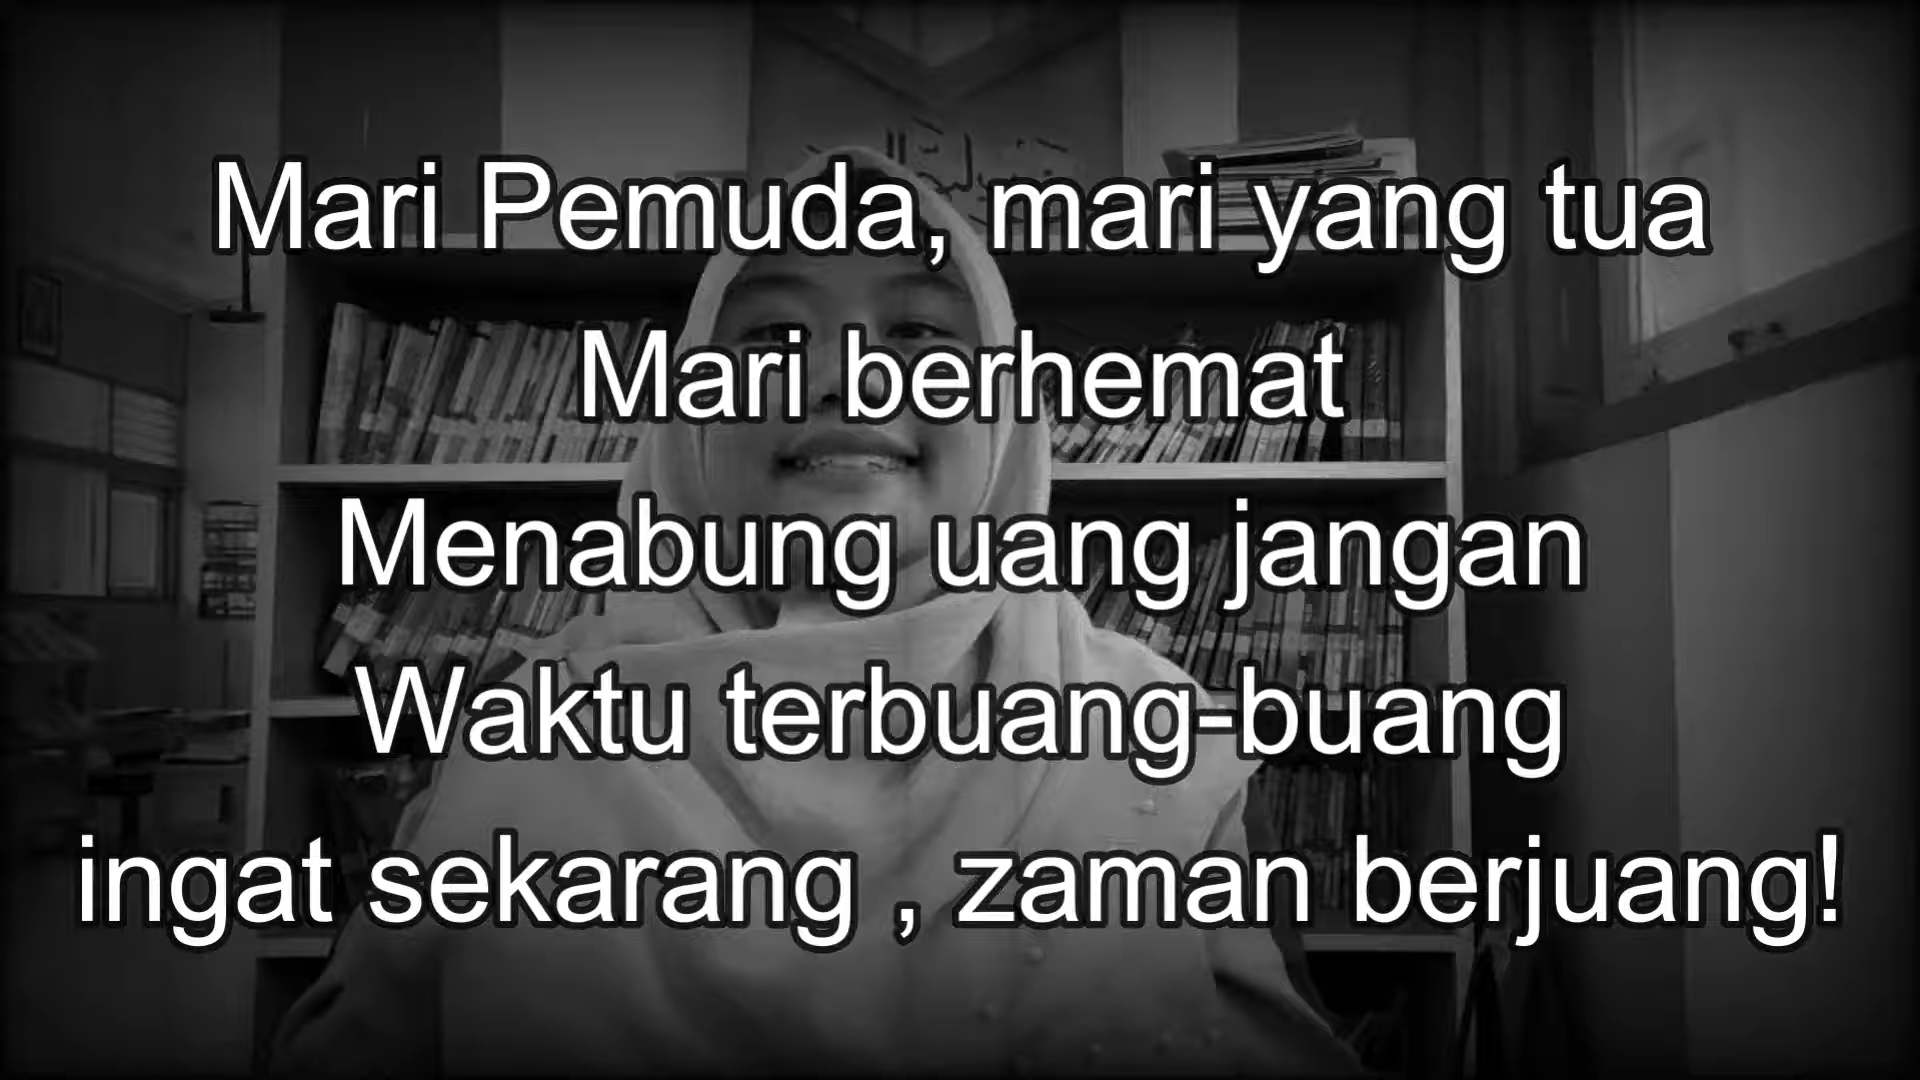 Mari Pemuda, mari yang tua
Mari berhemat
Menabung uang jangan
Waktu terbuang-buang
ingat sekarang , zaman berjuang!